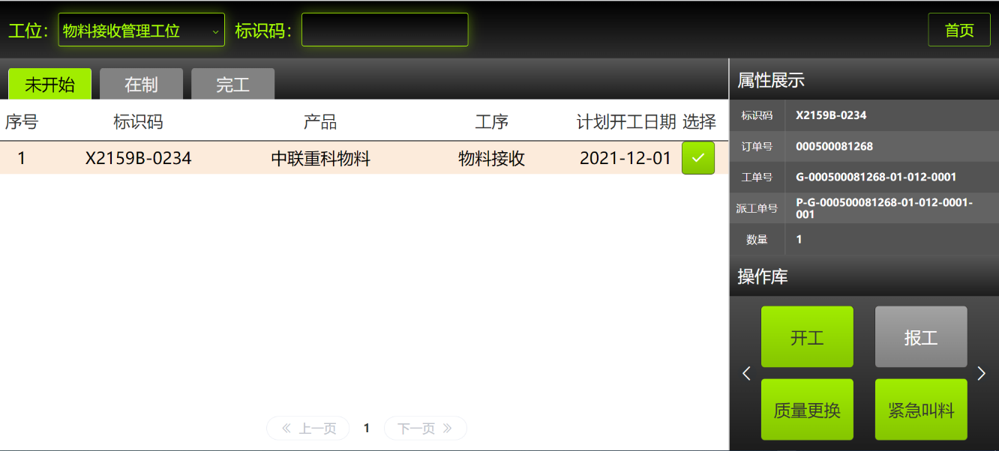 工位： 物料接收管理工位 标识码： 首页
未开始 在制 完工
序号 标识码 产品 工序 计划开工日期 选择
1 X2159B-0234 中联重科物料 物料接收 2021-12-01
上一页 1 下一页
属性展示
标识码 X2159B-0234
订单号 000500081268
工单号 G-000500081268-01-012-0001
派工单号 P-G-000500081268-01-012-0001-
001
数量 1
操作库
开工 报工
质量更换 紧急叫料